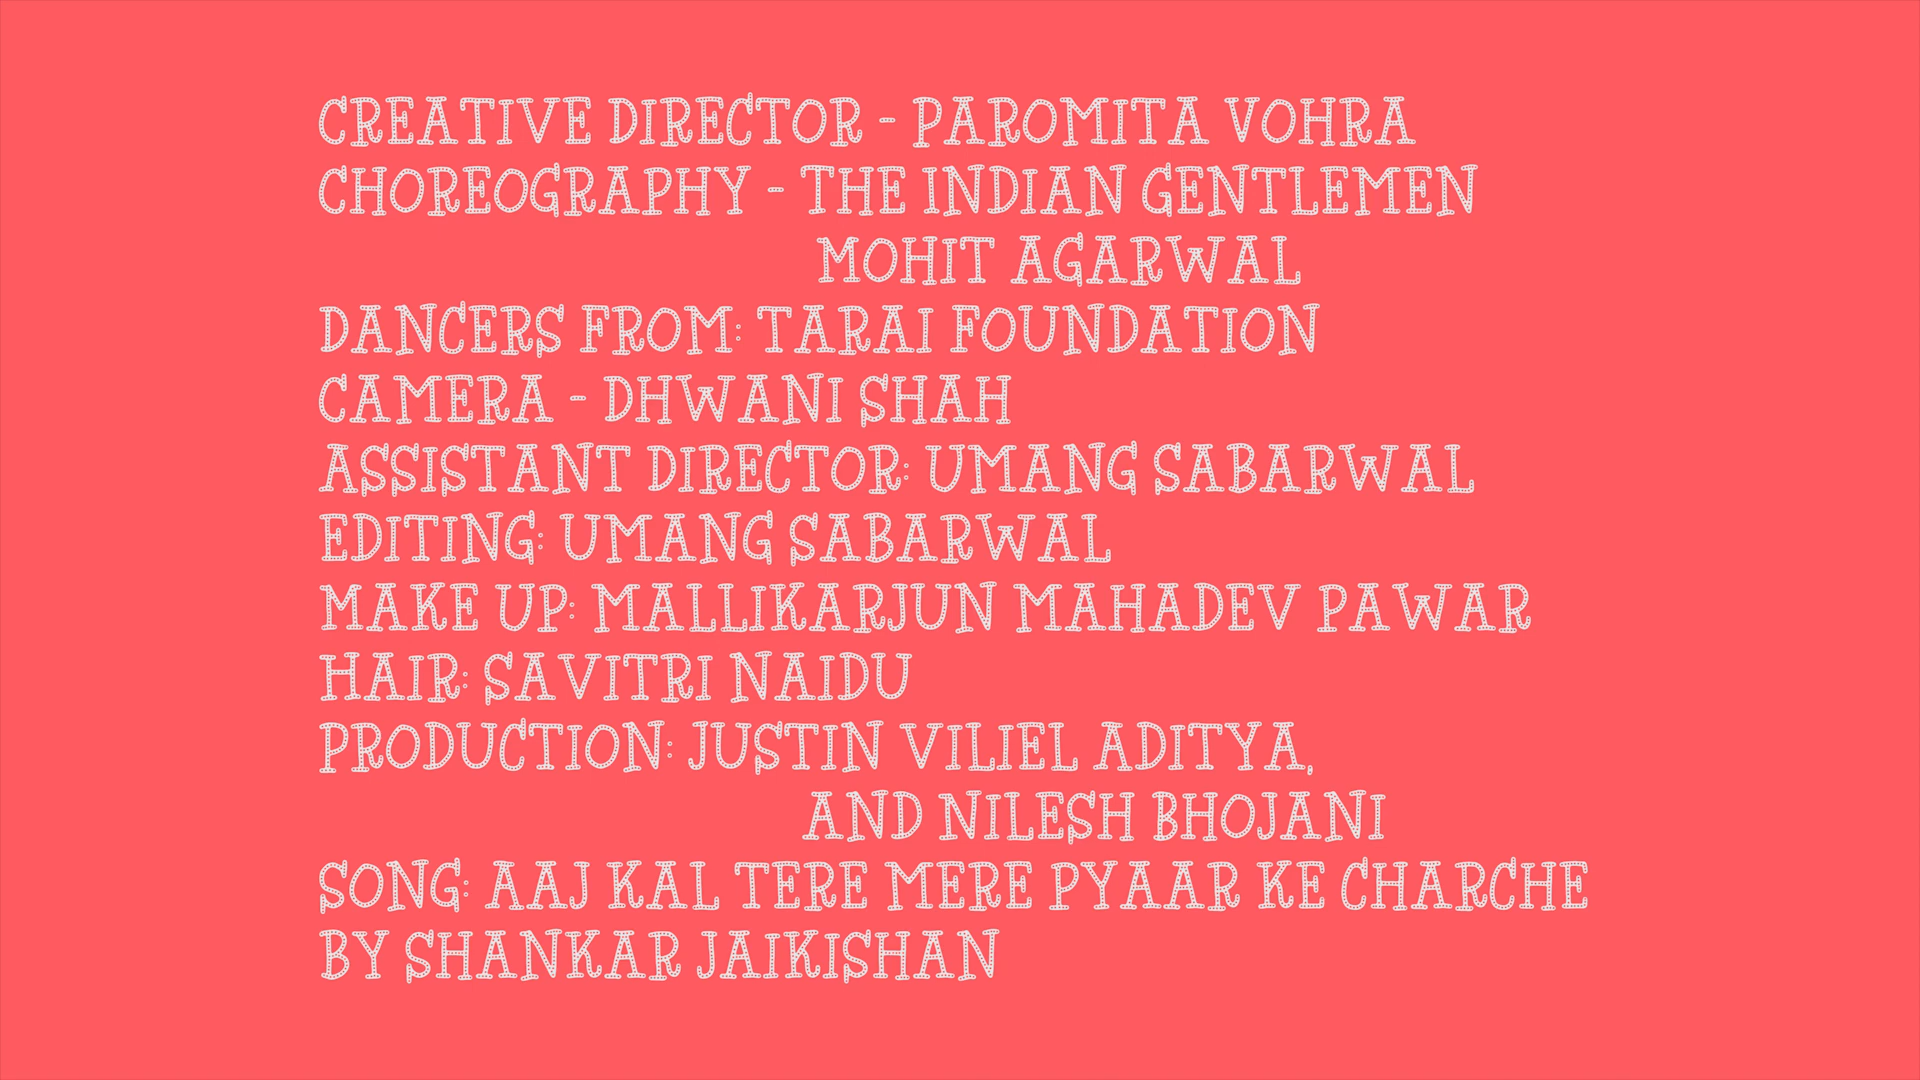 CREATIVE DIRECTOR - PAROMITA VOHRA
CHOREOGRAPHY - THE INDIAN GENTLEMEN
MOHIT AGARWAL
DANCERS FROM: TARAI FOUNDATION
CAMERA - DHWANI SHAH
ASSISTANT DIRECTOR: UMANG SABARWAL
EDITING: UMANG SABARWAL
MAKE UP: MALLIKARJUN MAHADEV PAWAR
HAIR: SAVITRI NAIDU
PRODUCTION: JUSTIN VILIEL ADITYA,
AND NILESH BHOJANI
SONG: AAJ KAL TERE MERE PYAAR KE CHARCHE
BY SHANKAR JAIKISHAN